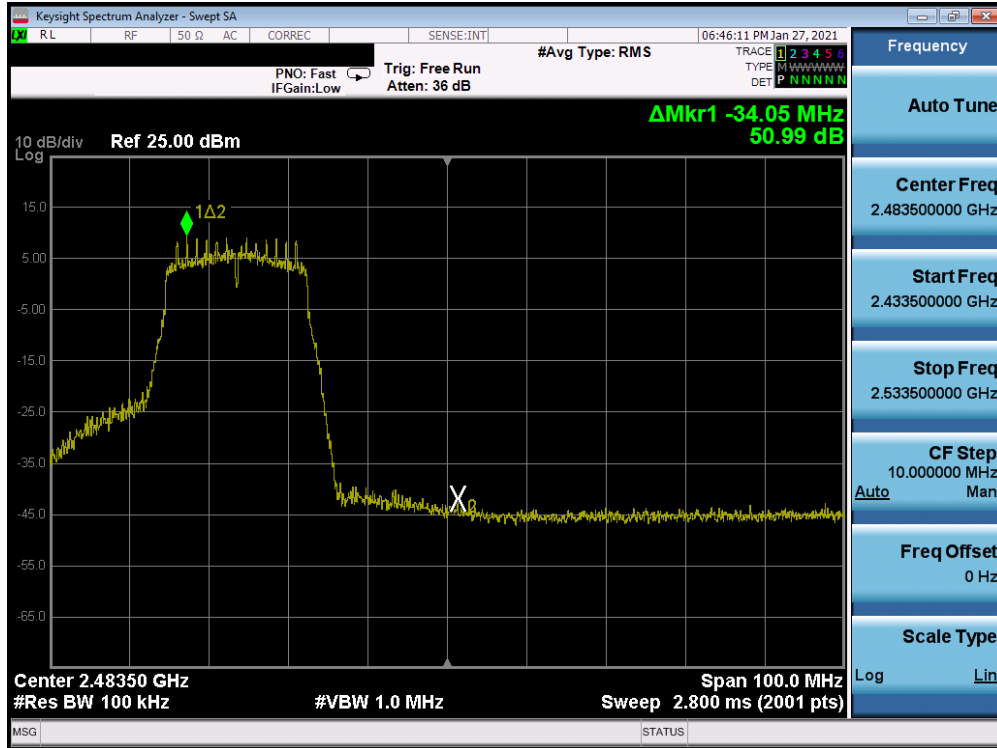 Keysight Spectrum Analyzer - Swept SA
LXI RL RF 50 Ω AC CORREC SENSE:INT 06:46:11 PM Jan 27, 2021
#Avg Type: RMS TRACE 1 2 3 4 5 6
PNO: Fast Trig: Free Run TYPE M WWWWW
IFGain:Low Atten: 36 dB DET P N N N N N
ΔMkr1 -34.05 MHz
50.99 dB
10 dB/div Ref 25.00 dBm
Log
15.0
1Δ2
5.00
-5.00
-15.0
-25.0
-35.0
X2
-45.0
-55.0
-65.0
Center 2.48350 GHz Span 100.0 MHz
#Res BW 100 kHz #VBW 1.0 MHz Sweep 2.800 ms (2001 pts)
MSG STATUS
Frequency
Auto Tune
Center Freq
2.483500000 GHz
Start Freq
2.433500000 GHz
Stop Freq
2.533500000 GHz
CF Step
10.000000 MHz
Auto Man
Freq Offset
0 Hz
Scale Type
Log Lin